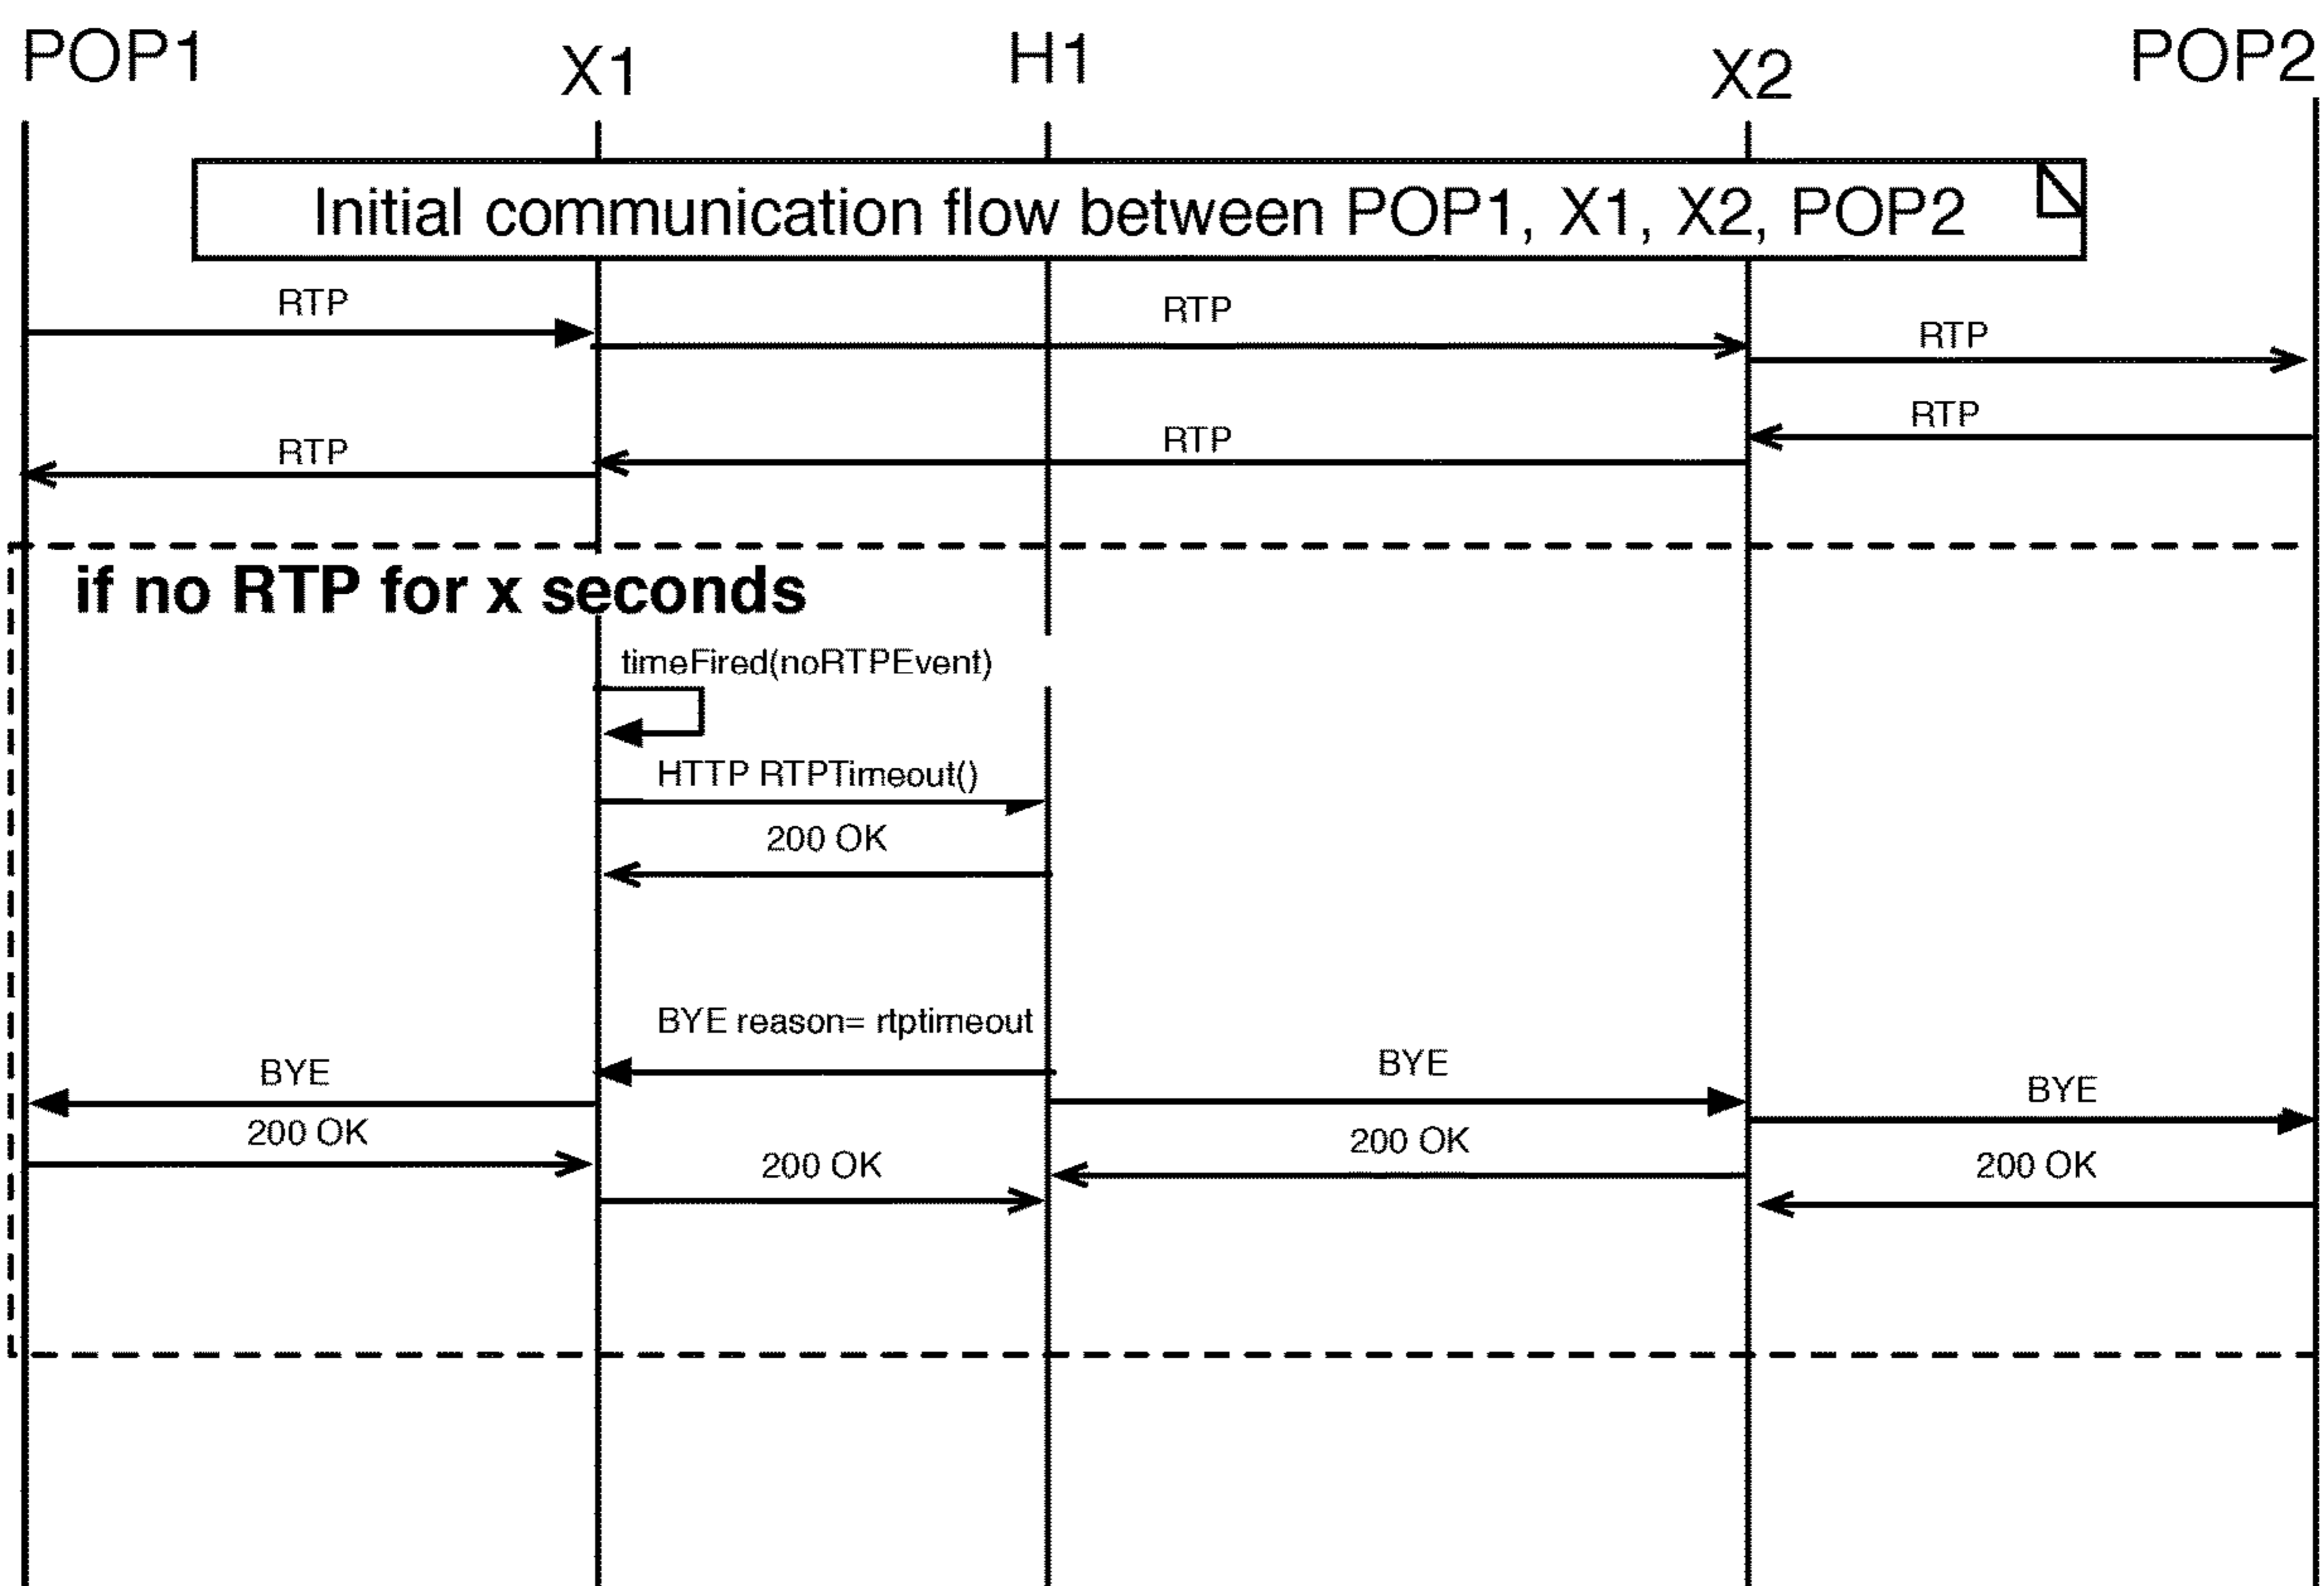 POP1
X1
H1
X2
POP2
Initial communication flow between POP1, X1, X2, POP2
RTP
RTP
RTP
RTP
RTP
RTP
if no RTP for x seconds
timeFired(noRTPEvent)
HTTP RTPTimeout()
200 OK
BYE reason= rtptimeout
BYE
BYE
BYE
200 OK
200 OK
200 OK
200 OK